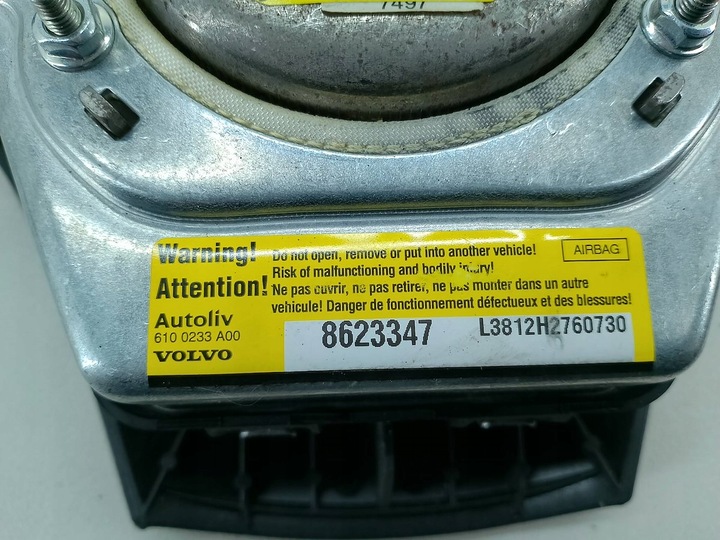 7497
Warning! Do not open, remove or put into another vehicle!
Risk of malfunctioning and bodily injury!
AIRBAG
Attention! Ne pas ouvrir, ne pas retirer, ne pas monter dans un autre
vehicule! Danger de fonctionnement défectueux et des blessures!
Autoliv
610 0233 A00
VOLVO
8623347
L3812H2760730